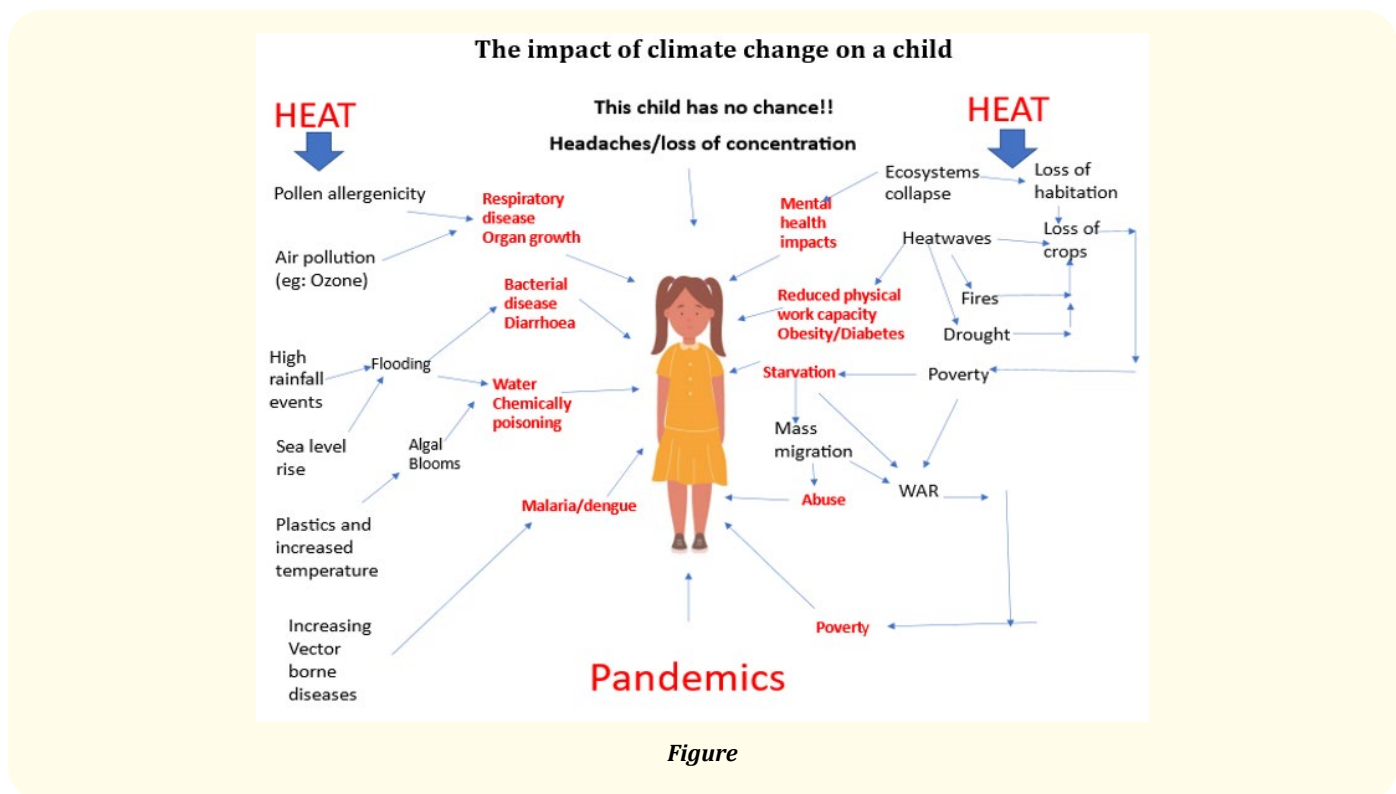 The impact of climate change on a child
HEAT
This child has no chance!!
HEAT
Headaches/loss of concentration
Pollen allergenicity
Air pollution
(eg: Ozone)
Respiratory
disease
Organ growth
Bacterial
disease
Diarrhoea
High
rainfall
events
Flooding
Water
Chemically
poisoning
Sea level
rise
Algal
Blooms
Plastics and
increased
temperature
Malaria/dengue
Increasing
Vector
borne
diseases
Ecosystems
collapse
Loss of
habitation
Mental
health
impacts
Heatwaves
Loss of
crops
Reduced physical
work capacity
Obesity/Diabetes
Fires
Drought
Starvation
Poverty
Mass
migration
WAR
Abuse
Poverty
Pandemics
Figure